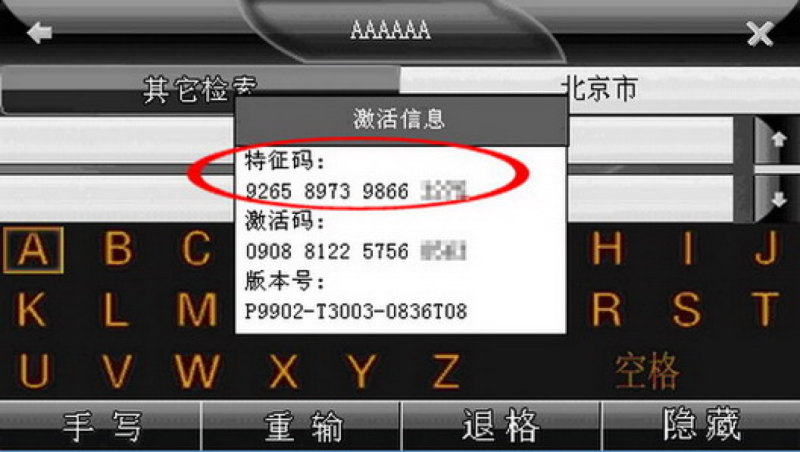 AAAAAA
其它检索
北京市
激活信息
特征码:
9265 8973 9866
激活码:
0908 8122 5756
版本号:
P9902-T3003-0836T08
A B C H I J
K L M R S T
U V W X Y Z 空格
手写 重输 退格 隐藏